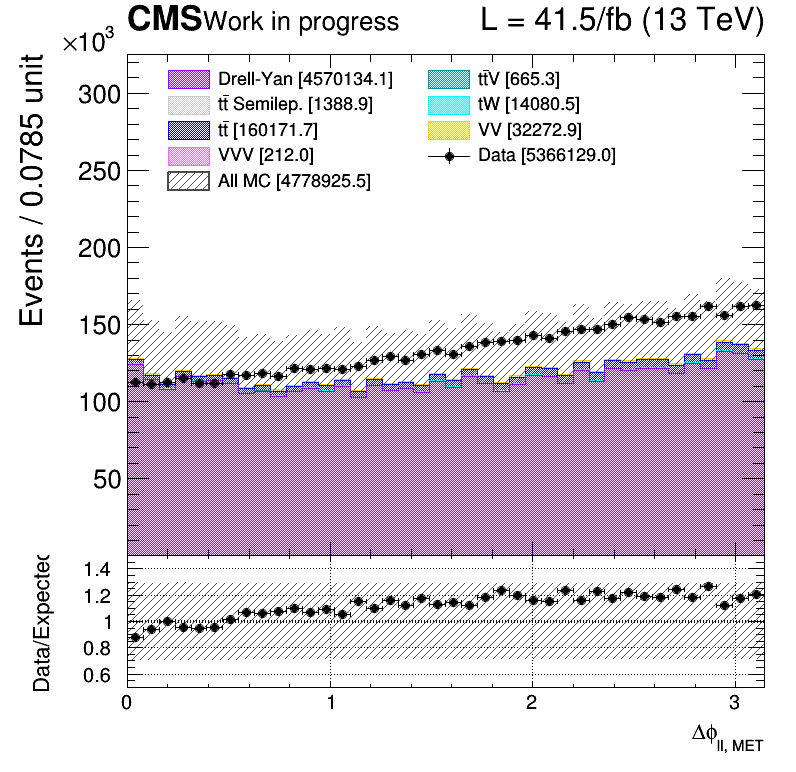 CMS Work in progress L = 41.5/fb (13 TeV)
×10³
Events / 0.0785 unit
300
250
200
150
100
50
Drell-Yan [4570134.1]
tt̄ Semilep. [1388.9]
tt̄ [160171.7]
VVV [212.0]
All MC [4778925.5]
tt̄V [665.3]
tW [14080.5]
VV [32272.9]
Data [5366129.0]
Data/Expected
1.4
1.2
1
0.8
0.6
0 1 2 3
Δϕ_ll, MET